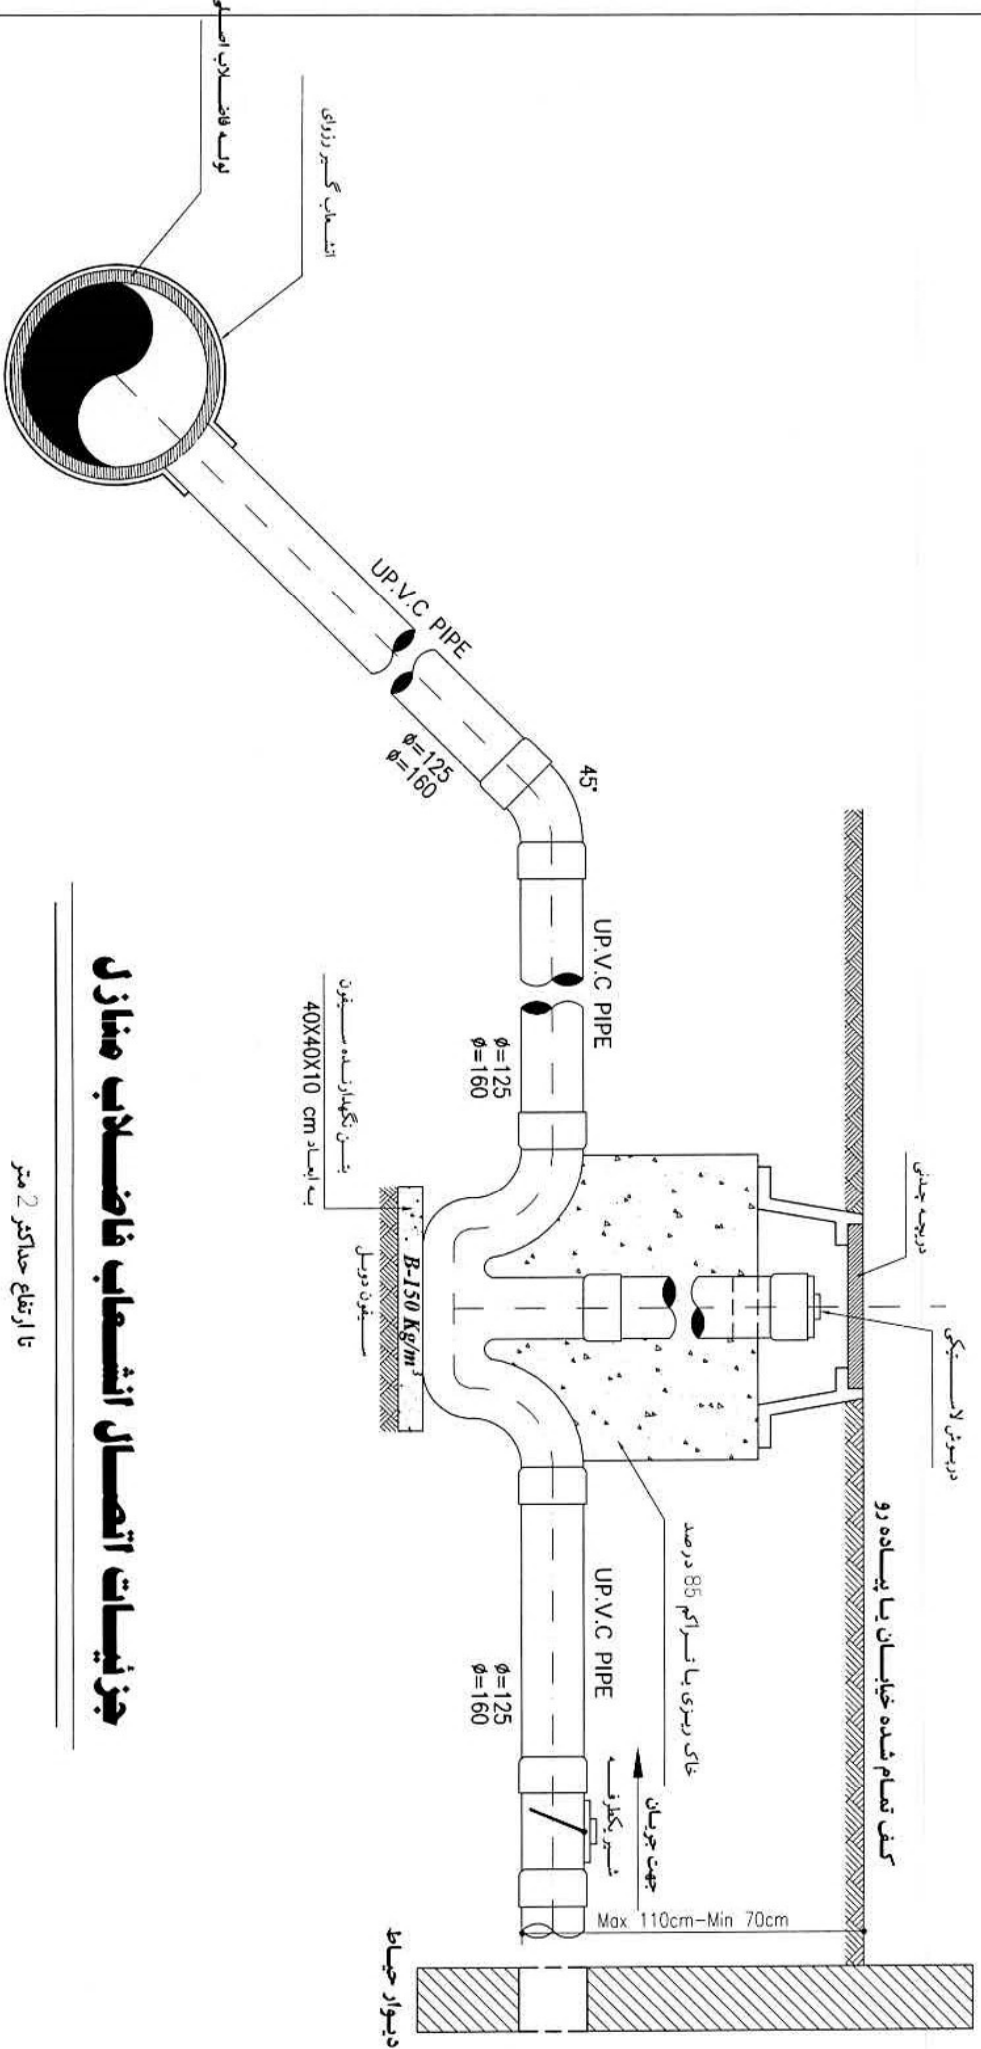 کف تمام شده خیابان یا پیاده رو
درپوش لاستیکی
دریچه چدنی
خاک ریزی با تراکم 85 درصد
جهت جریان
شیر یکطرفه
Max 110cm-Min 70cm
دیوار حیاط
UP.V.C PIPE
ø=125
ø=160
UP.V.C PIPE
ø=125
ø=160
45°
UP.V.C PIPE
ø=125
ø=160
B-150 Kg/m³
سیفون دوبل
بتن نگهدارنده سیفون
به ابعاد 40X40X10 cm
انشعاب گیر رزوای
لوله فاضلاب اصلی
جزئیات اتصال انشعاب فاضلاب منازل
تا ارتفاع حداکثر 2 متر